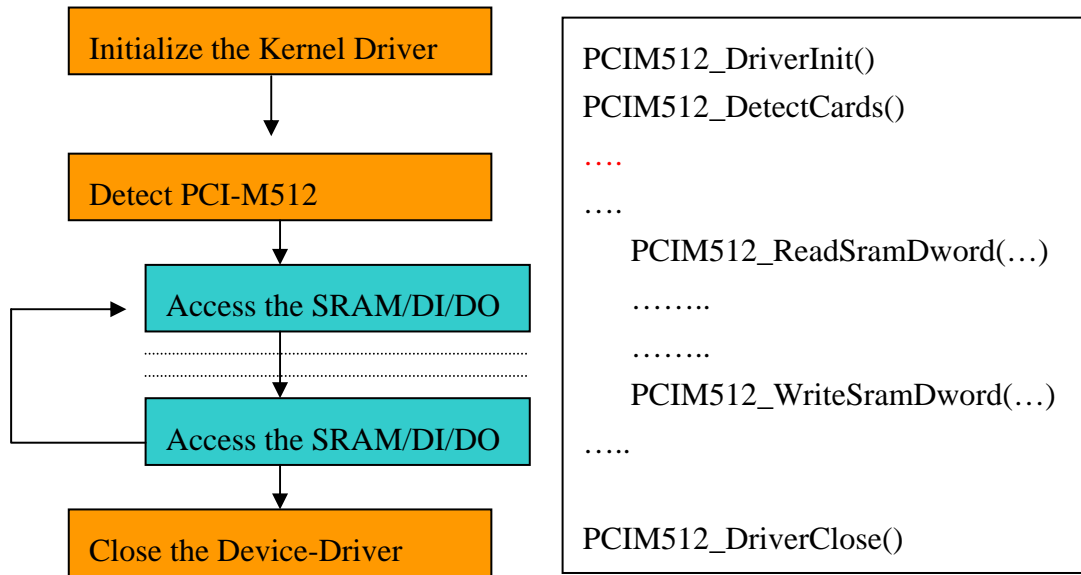 Initialize the Kernel Driver
Detect PCI-M512
Access the SRAM/DI/DO
Access the SRAM/DI/DO
Close the Device-Driver
PCIM512_DriverInit()
PCIM512_DetectCards()
….
….
PCIM512_ReadSramDword(…)
……..
……..
PCIM512_WriteSramDword(…)
…..
PCIM512_DriverClose()